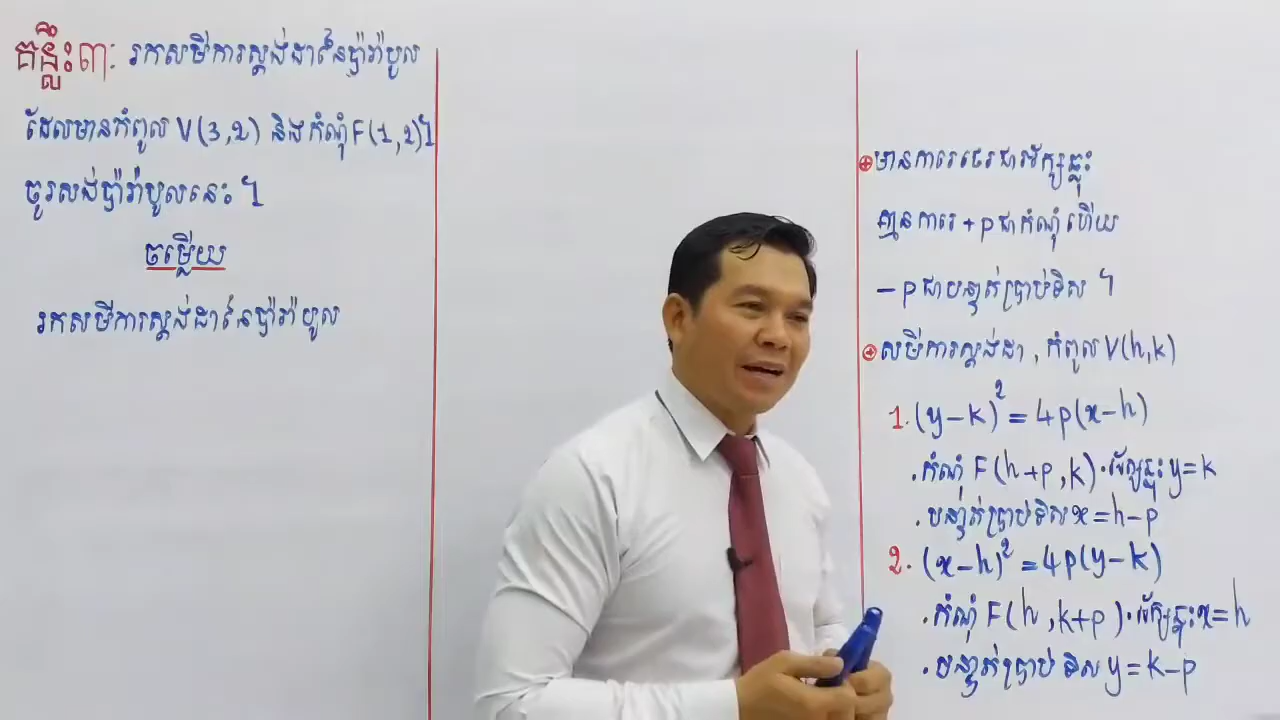 គន្លឹះ៣: រកសមីការស្តង់ដានៃប៉ារ៉ាបូល
ដែលមានកំពូល V(3,2) និងកំណុំ F(1,2)។
ចូរសង់ប៉ារ៉ាបូលនេះ ។
ចម្លើយ
រកសមីការស្តង់ដានៃប៉ារ៉ាបូល
⊕មានការេថេរជាអ័ក្សឆ្លុះ
គ្មានការេ +p ជាកំណុំហើយ
-p ជាបន្ទាត់ប្រាប់ទិស ។
⊕សមីការស្តង់ដា , កំពូល V(h,k)
1. (y-k)² = 4p(x-h)
.កំណុំ F(h+p,k) .អ័ក្សឆ្លុះ y=k
.បន្ទាត់ប្រាប់ទិស x=h-p
2. (x-h)² = 4p(y-k)
.កំណុំ F(h,k+p) .អ័ក្សឆ្លុះ x=h
.បន្ទាត់ប្រាប់ទិស y=k-p